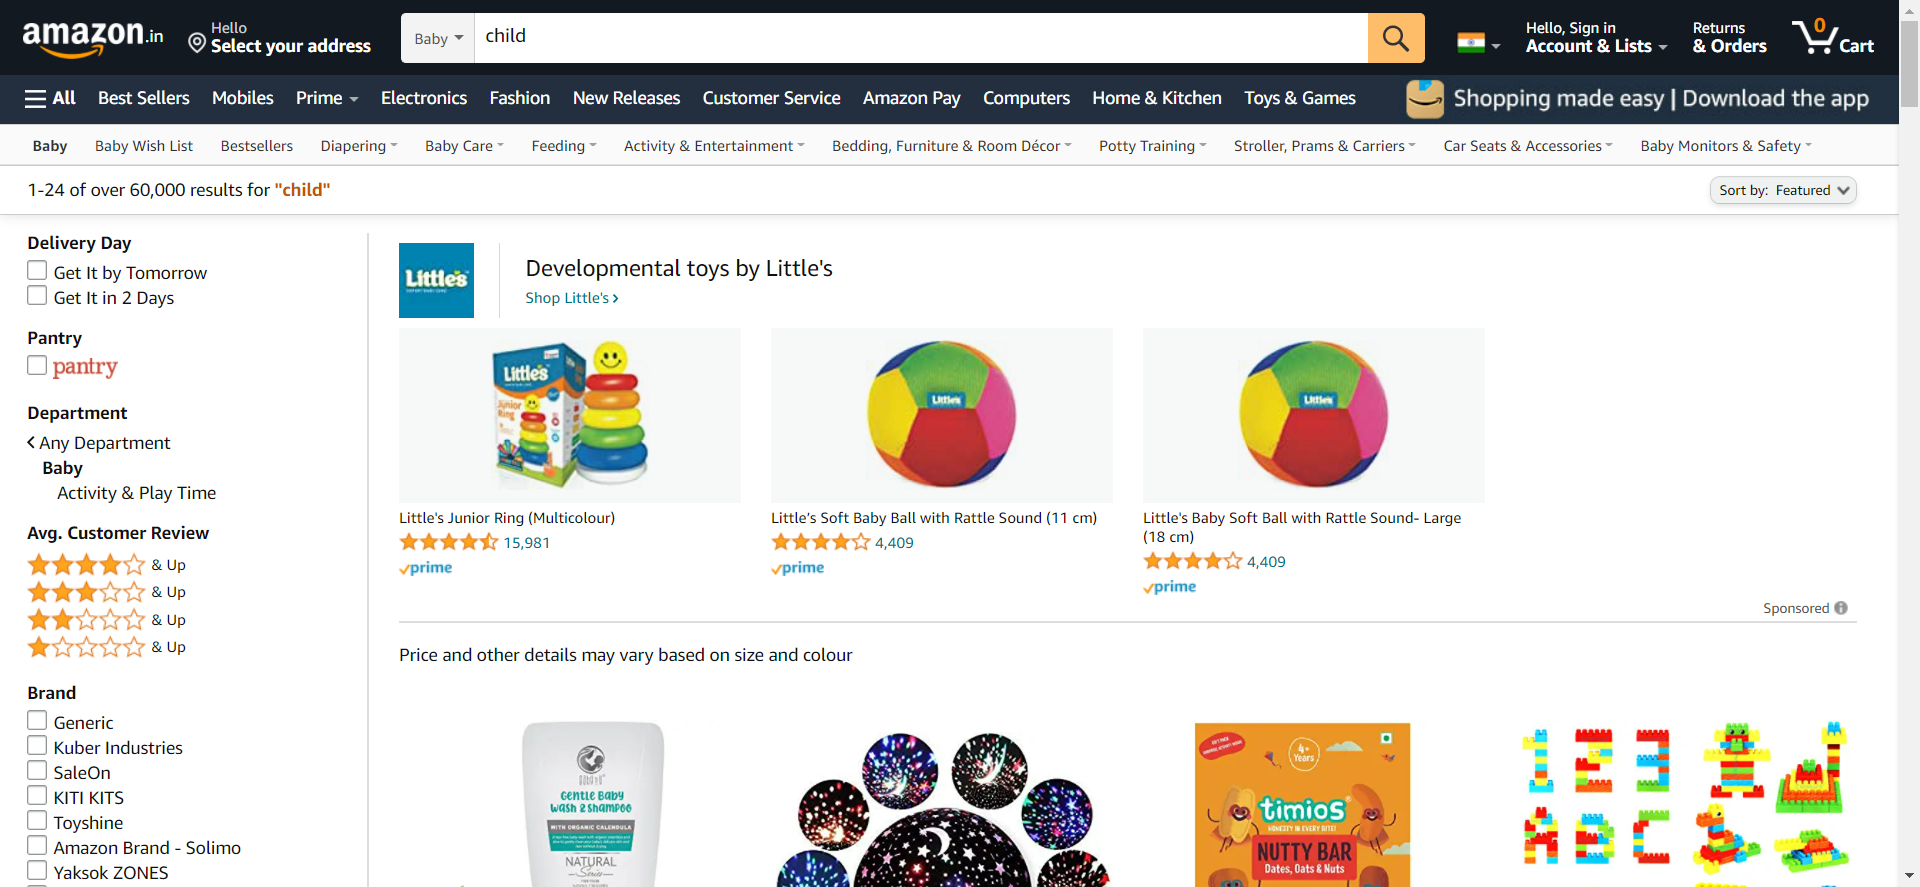 amazon.in
Hello
Select your address
Baby
child
Hello, Sign in
Account & Lists
Returns
& Orders
0
Cart
All
Best Sellers
Mobiles
Prime
Electronics
Fashion
New Releases
Customer Service
Amazon Pay
Computers
Home & Kitchen
Toys & Games
Shopping made easy | Download the app
Baby
Baby Wish List
Bestsellers
Diapering
Baby Care
Feeding
Activity & Entertainment
Bedding, Furniture & Room Décor
Potty Training
Stroller, Prams & Carriers
Car Seats & Accessories
Baby Monitors & Safety
1-24 of over 60,000 results for "child"
Sort by: Featured
Delivery Day
Get It by Tomorrow
Get It in 2 Days
Pantry
pantry
Department
Any Department
Baby
Activity & Play Time
Avg. Customer Review
& Up
& Up
& Up
& Up
Brand
Generic
Kuber Industries
SaleOn
KITI KITS
Toyshine
Amazon Brand - Solimo
Yaksok ZONES
Little's
Developmental toys by Little's
Shop Little's
Little's
Junior
Ring
Little's
Little's
Little's Junior Ring (Multicolour)
15,981
prime
Little’s Soft Baby Ball with Rattle Sound (11 cm)
4,409
prime
Little's Baby Soft Ball with Rattle Sound- Large
(18 cm)
4,409
prime
Sponsored
Price and other details may vary based on size and colour
GENTLE BABY
WASH & SHAMPOO
WITH ORGANIC CALENDULA
NATURAL
Series
4+
Years
timios
HONESTY IN EVERY BITE!
NUTTY BAR
Dates, Oats & Nuts
1 2 3
A B C